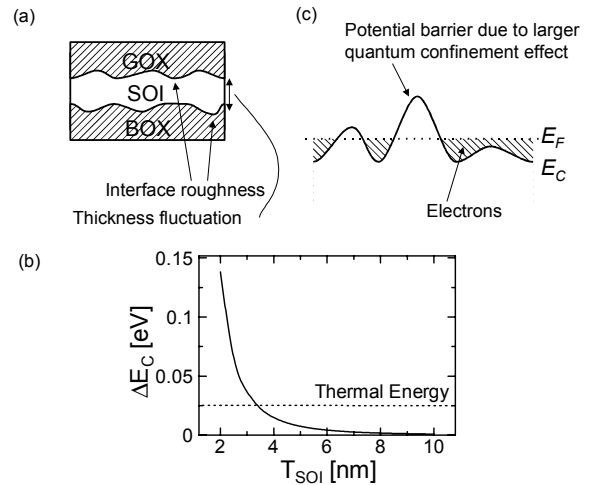 (a)
GOX
SOI
BOX
Interface roughness
Thickness fluctuation
(c)
Potential barrier due to larger
quantum confinement effect
E_F
E_C
Electrons
(b)
0.15
0.1
0.05
0
ΔE_C [eV]
Thermal Energy
2 4 6 8 10
T_SOI [nm]